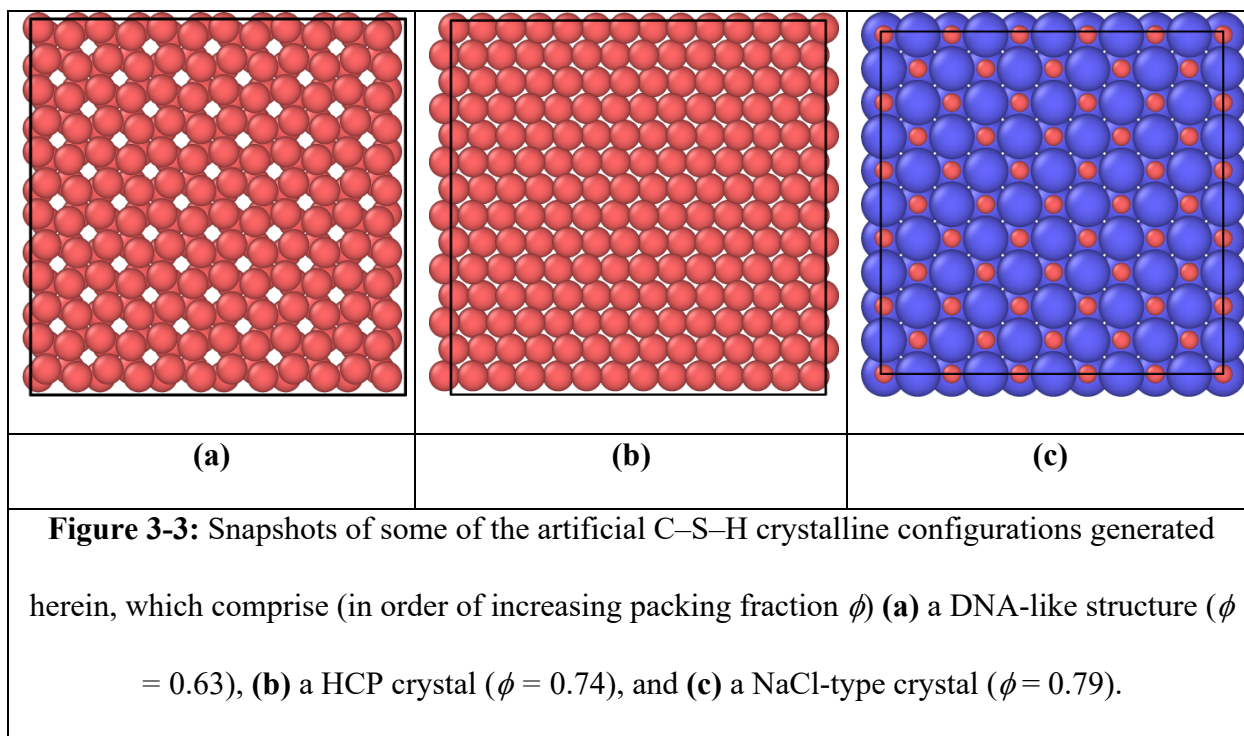 (a) (b) (c)
Figure 3-3: Snapshots of some of the artificial C–S–H crystalline configurations generated
herein, which comprise (in order of increasing packing fraction ϕ) (a) a DNA-like structure (ϕ
= 0.63), (b) a HCP crystal (ϕ = 0.74), and (c) a NaCl-type crystal (ϕ = 0.79).